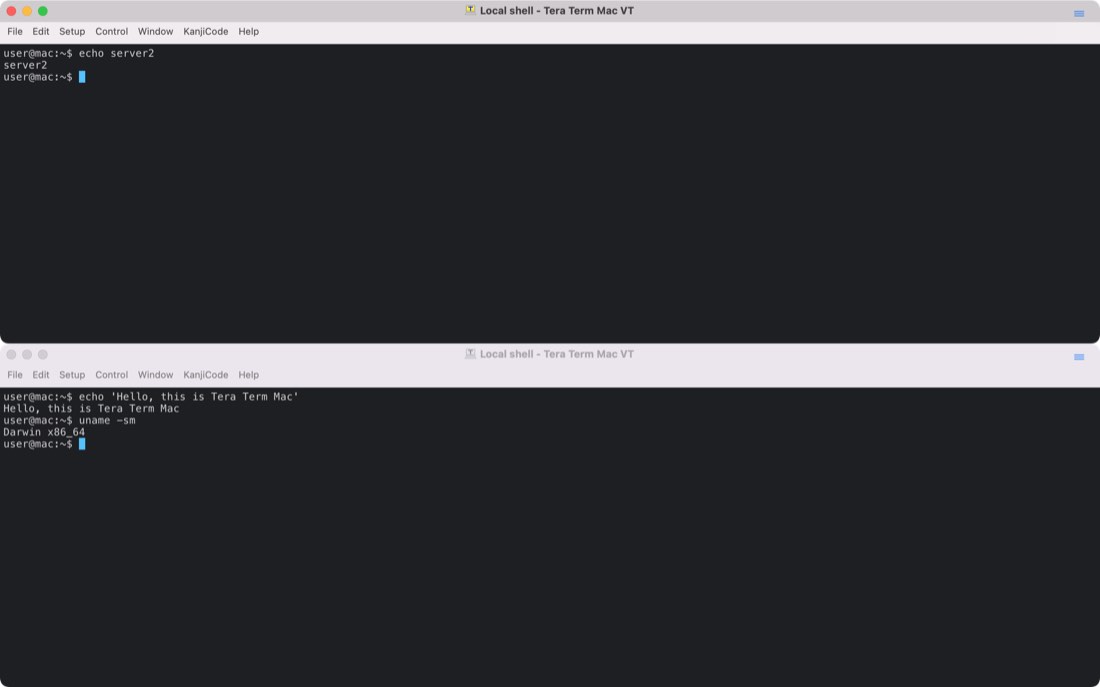 Local shell - Tera Term Mac VT
File Edit Setup Control Window KanjiCode Help
user@mac:~$ echo server2
server2
user@mac:~$
Local shell - Tera Term Mac VT
File Edit Setup Control Window KanjiCode Help
user@mac:~$ echo 'Hello, this is Tera Term Mac'
Hello, this is Tera Term Mac
user@mac:~$ uname -sm
Darwin x86_64
user@mac:~$